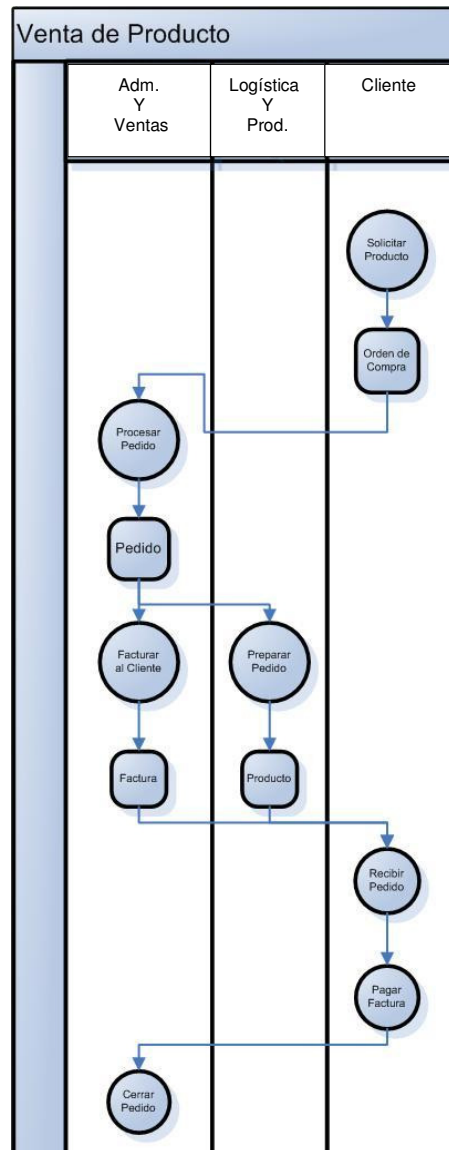 Venta de Producto
Adm.
Y
Ventas
Logística
Y
Prod.
Cliente
Solicitar
Producto
Orden de
Compra
Procesar
Pedido
Pedido
Facturar
al Cliente
Preparar
Pedido
Factura
Producto
Recibir
Pedido
Pagar
Factura
Cerrar
Pedido